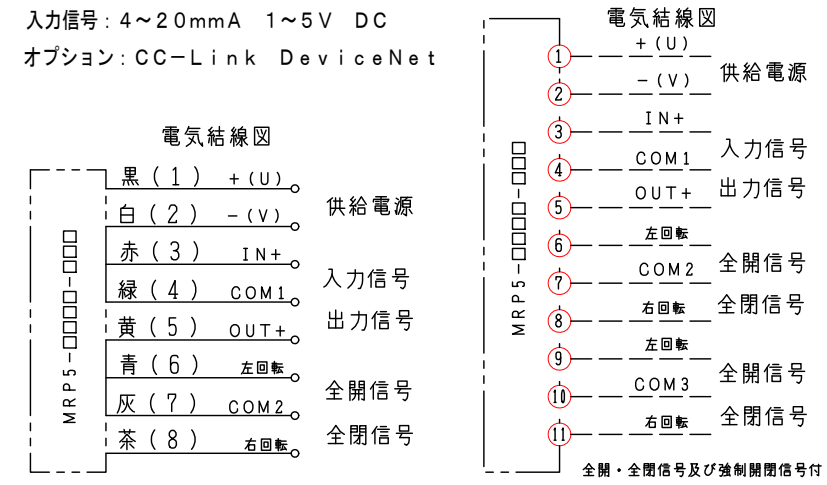 入力信号：4～20mmA 1～5V DC
オプション：CC－Link DeviceNet
電気結線図
MRP5-□□□□-□□□
黒(1) +(U)
白(2) -(V)
供給電源
赤(3) IN+
緑(4) COM1
入力信号
黄(5) OUT+
出力信号
青(6) 左回転
灰(7) COM2
全開信号
茶(8) 右回転
全閉信号
電気結線図
MRP5-□□□□-□□□
① +(U)
② -(V)
供給電源
③ IN+
④ COM1
入力信号
⑤ OUT+
出力信号
⑥ 左回転
⑦ COM2
全開信号
⑧ 右回転
全閉信号
⑨ 左回転
⑩ COM3
全開信号
⑪ 右回転
全閉信号
全開・全閉信号及び強制開閉信号付